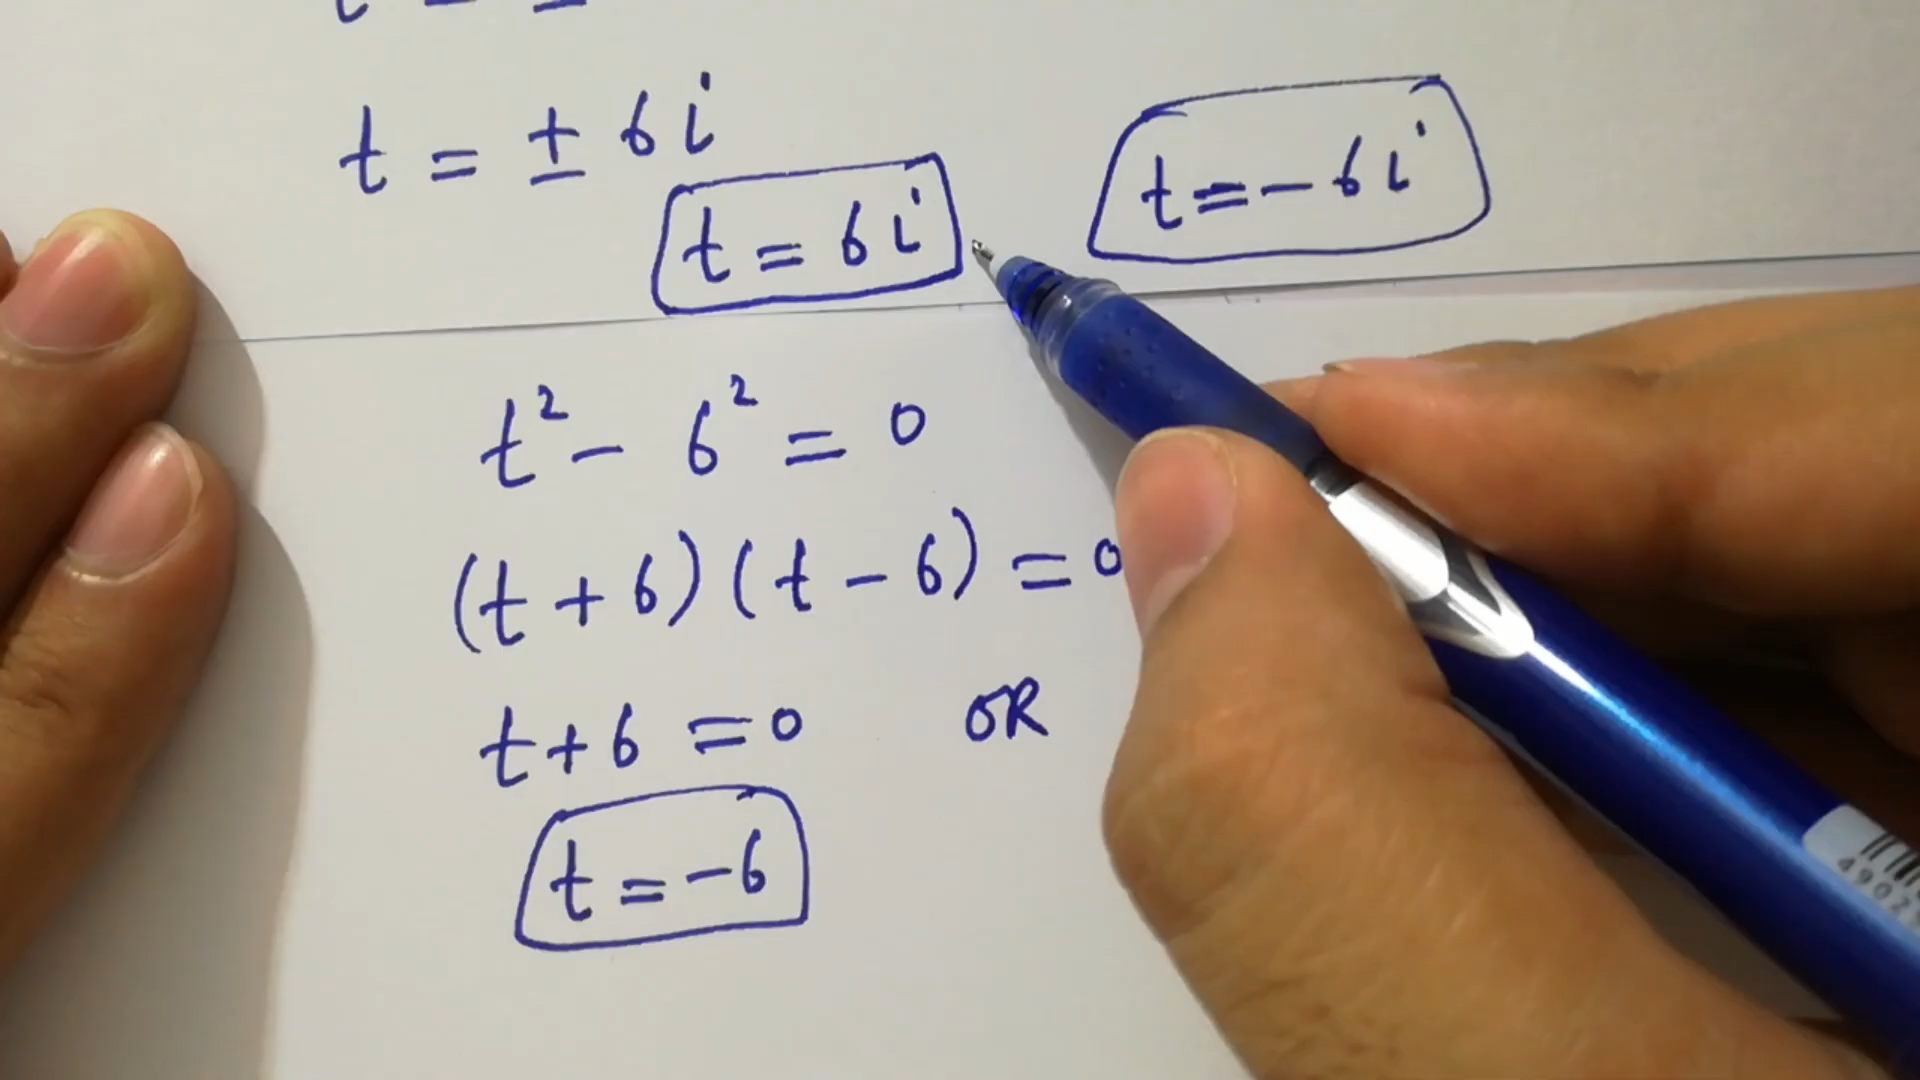 t = ± 6i
t = 6i
t = -6i
t² - 6² = 0
(t + 6) (t - 6) = 0
t + 6 = 0 OR
t = -6